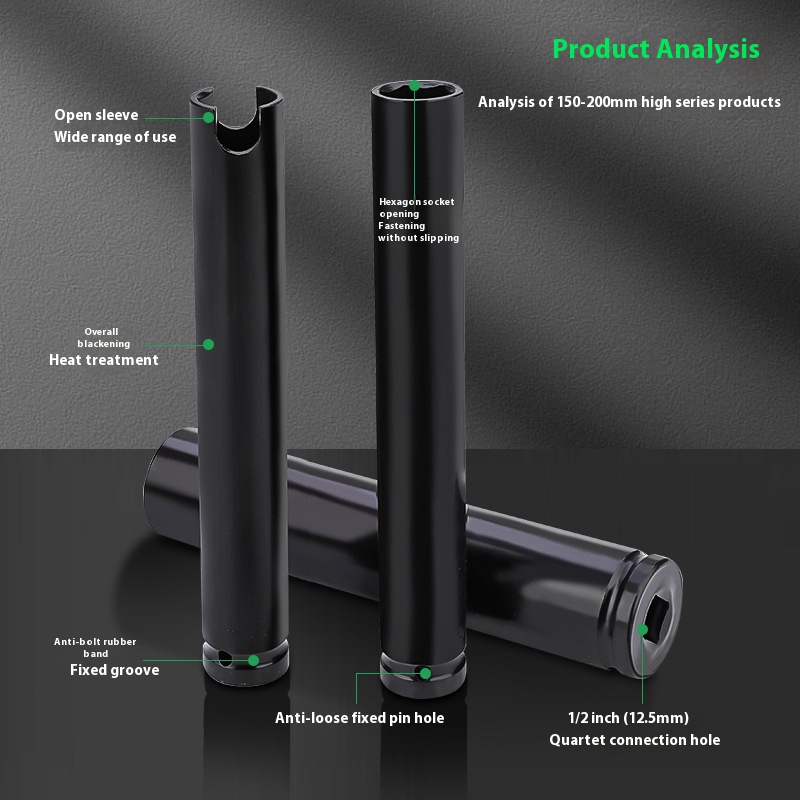 Product Analysis
Analysis of 150-200mm high series products
Open sleeve
Wide range of use
Hexagon socket
opening
Fastening
without slipping
Overall
blackening
Heat treatment
Anti-bolt rubber
band
Fixed groove
Anti-loose fixed pin hole
1/2 inch (12.5mm)
Quartet connection hole